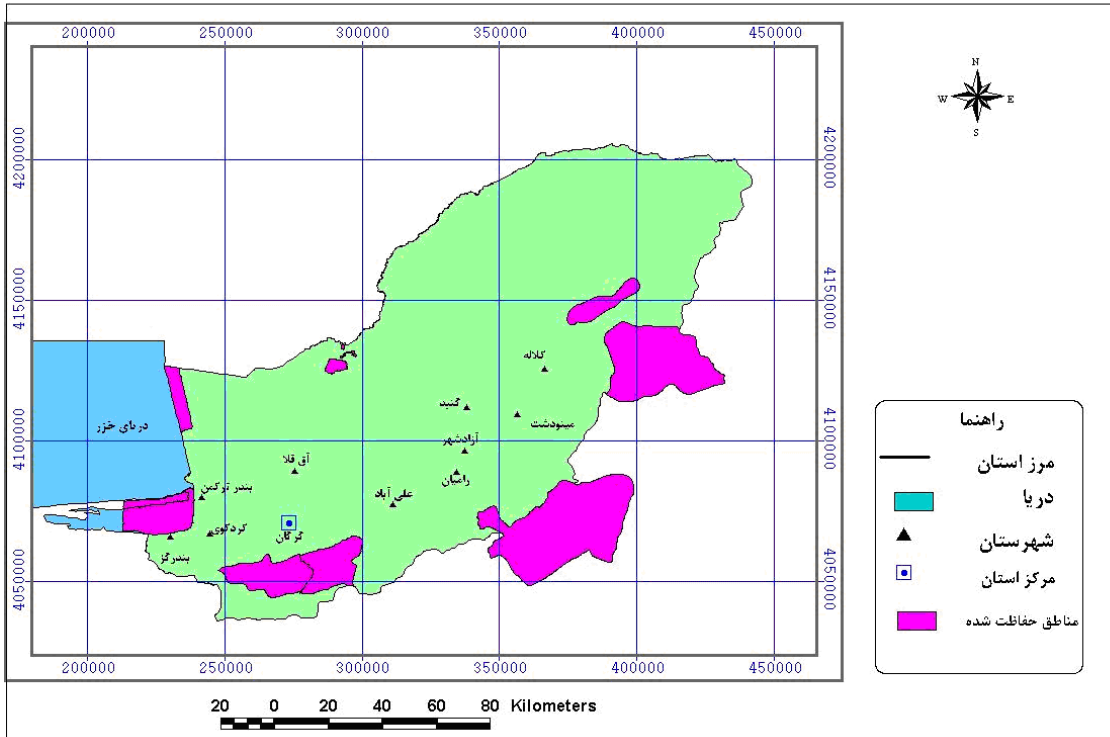 200000 250000 300000 350000 400000 450000
N
W E
S
4200000 4200000
4150000 4150000
4100000 4100000
4050000 4050000
کلاله
گنبد
مینودشت
آزادشهر
رامیان
علی آباد
دریای خزر
آق قلا
بندر ترکمن
کردکوی
گرگان
بندرگز
راهنما
مرز استان
دریا
شهرستان
مرکز استان
مناطق حفاظت شده
200000 250000 300000 350000 400000 450000
20 0 20 40 60 80 Kilometers